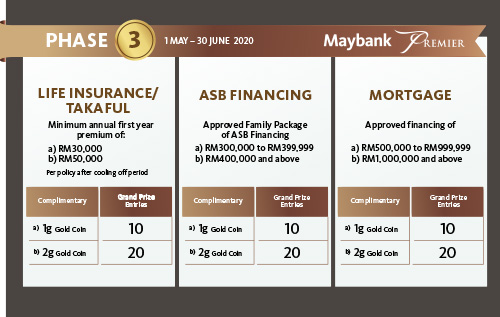 PHASE 3 1 MAY – 30 JUNE 2020 Maybank PREMIER
LIFE INSURANCE/
TAKAFUL
Minimum annual first year
premium of:
a) RM30,000
b) RM50,000
Per policy after cooling off period
Complimentary Grand Prize
Entries
a) 1g Gold Coin 10
b) 2g Gold Coin 20
ASB FINANCING
Approved Family Package
of ASB Financing
a) RM300,000 to RM399,999
b) RM400,000 and above
Complimentary Grand Prize
Entries
a) 1g Gold Coin 10
b) 2g Gold Coin 20
MORTGAGE
Approved financing of
a) RM500,000 to RM999,999
b) RM1,000,000 and above
Complimentary Grand Prize
Entries
a) 1g Gold Coin 10
b) 2g Gold Coin 20